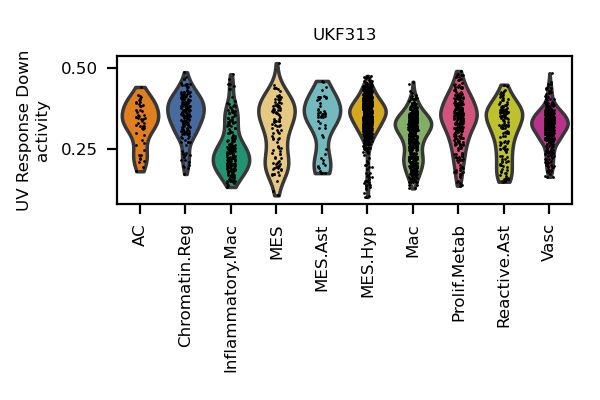 UKF313
UV Response Down
activity
0.50
0.25
AC
Chromatin.Reg
Inflammatory.Mac
MES
MES.Ast
MES.Hyp
Mac
Prolif.Metab
Reactive.Ast
Vasc